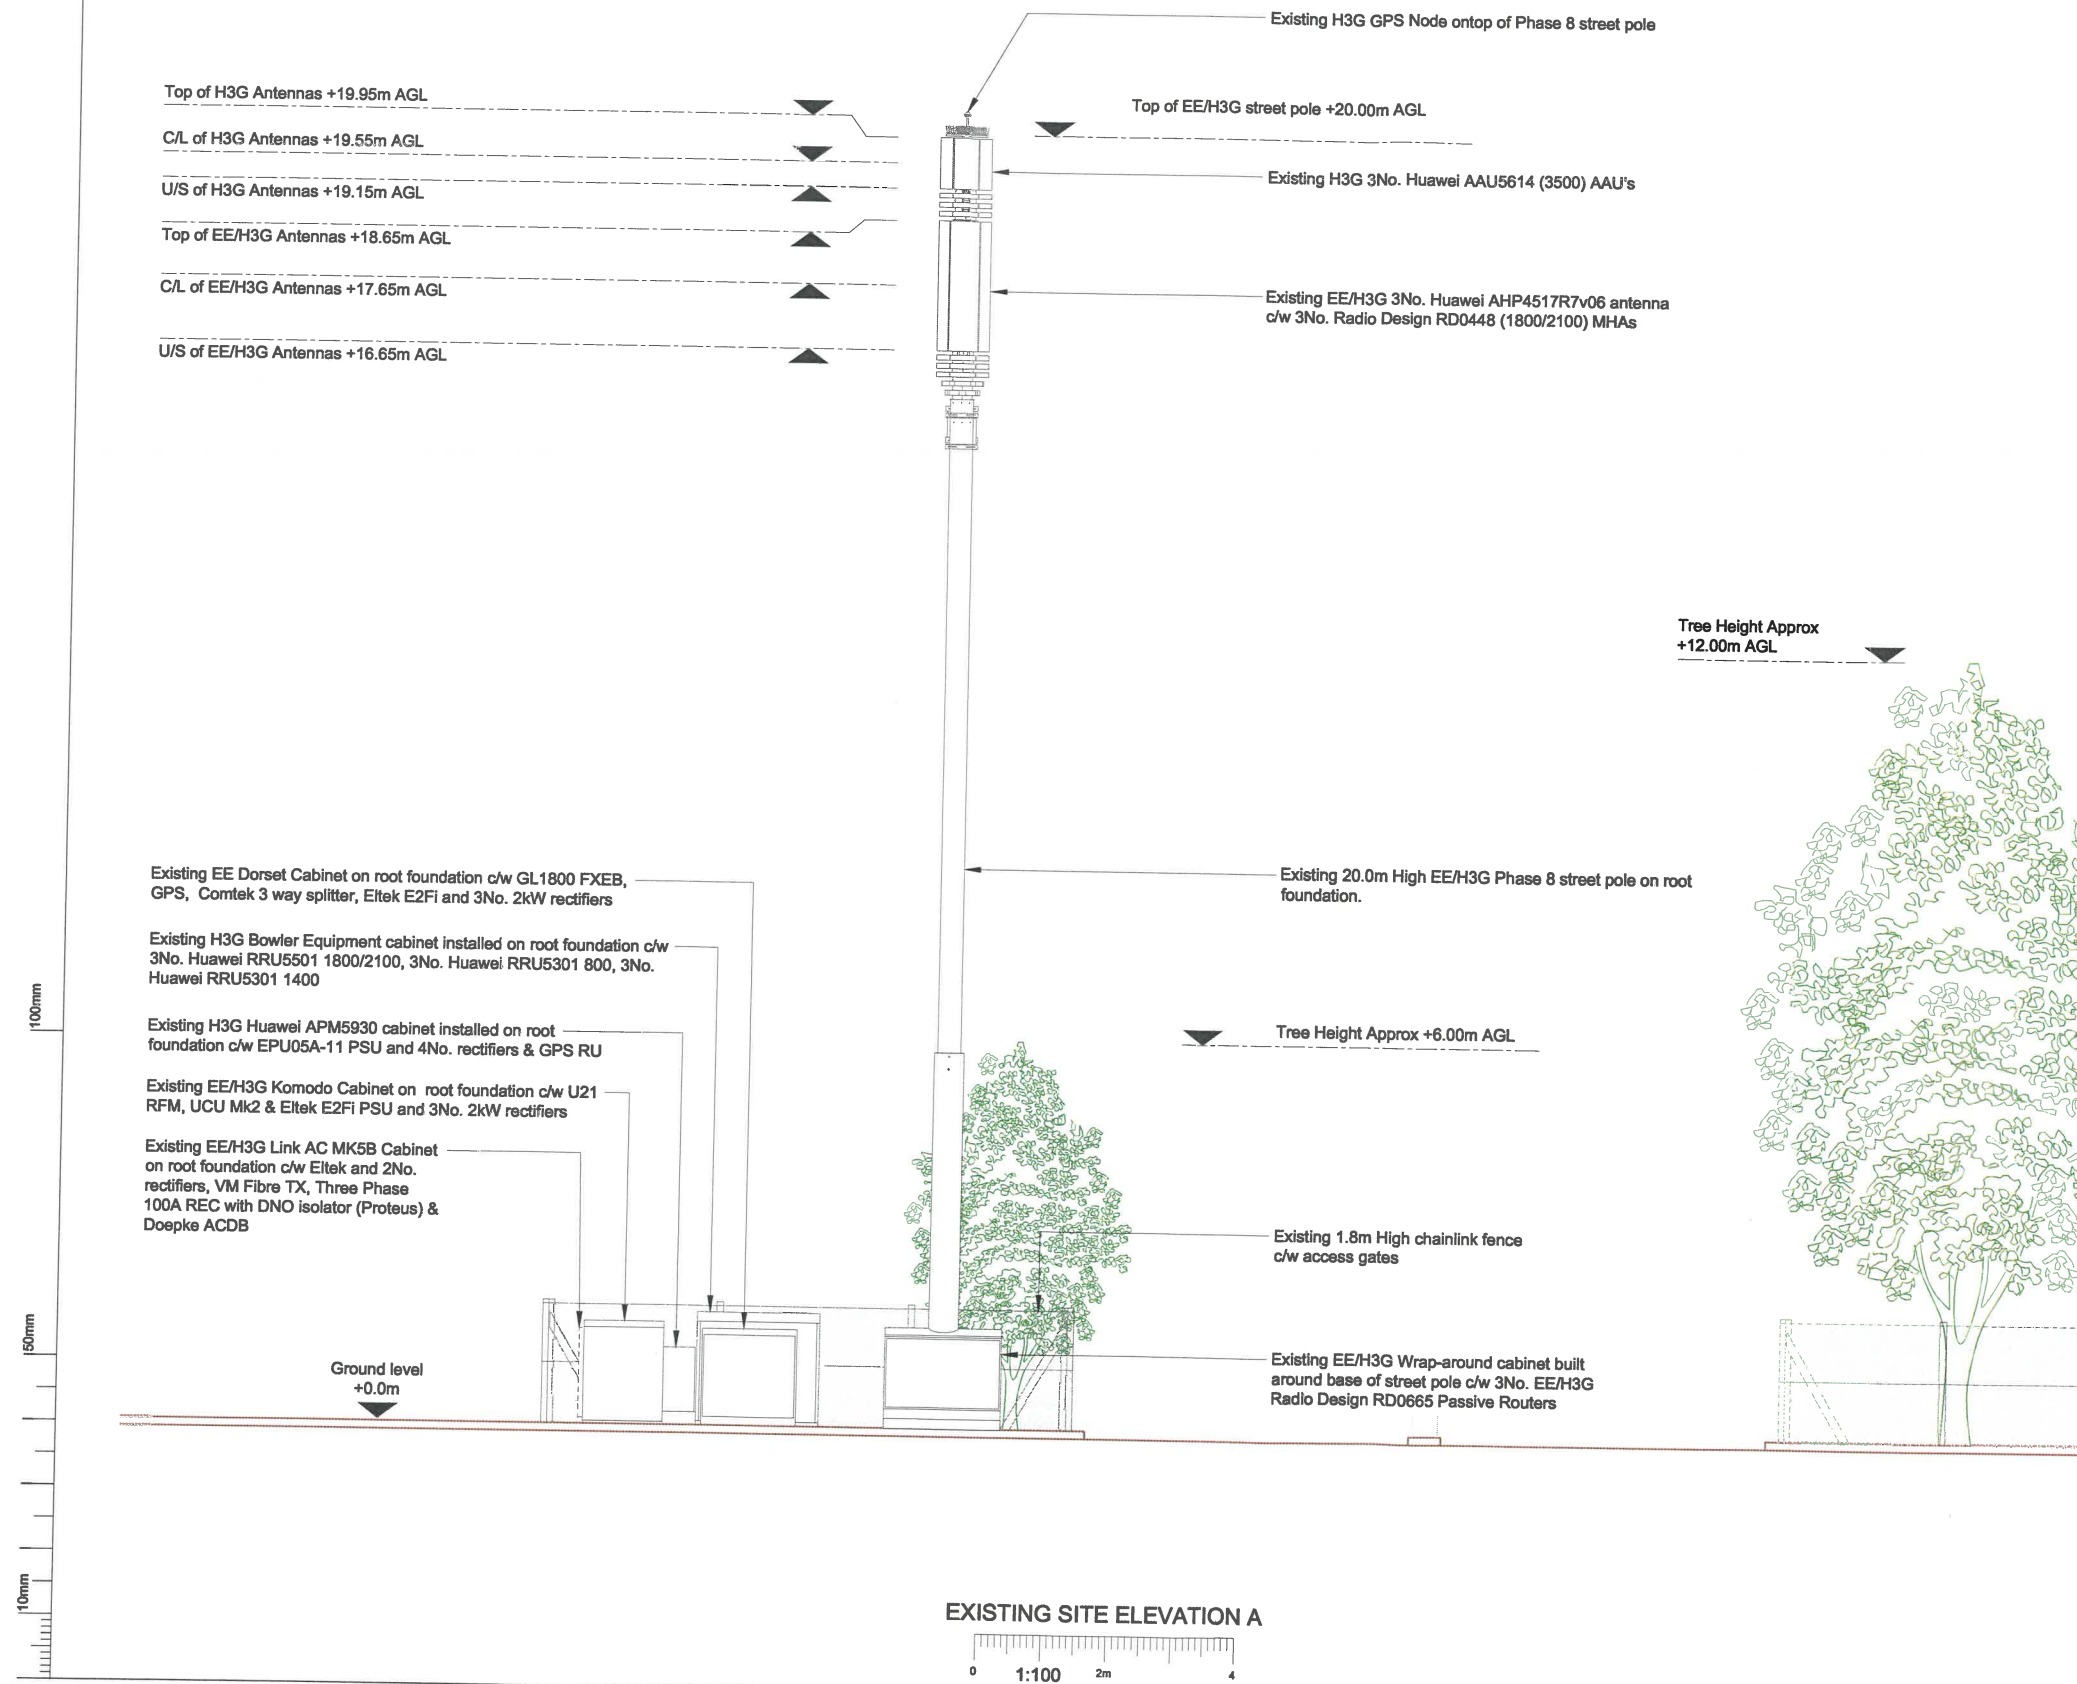 Existing H3G GPS Node ontop of Phase 8 street pole
Top of H3G Antennas +19.95m AGL
Top of EE/H3G street pole +20.00m AGL
C/L of H3G Antennas +19.55m AGL
Existing H3G 3No. Huawei AAU5614 (3500) AAU's
U/S of H3G Antennas +19.15m AGL
Top of EE/H3G Antennas +18.65m AGL
C/L of EE/H3G Antennas +17.65m AGL
Existing EE/H3G 3No. Huawei AHP4517R7v06 antenna
c/w 3No. Radio Design RD0448 (1800/2100) MHAs
U/S of EE/H3G Antennas +16.65m AGL
Tree Height Approx
+12.00m AGL
Existing EE Dorset Cabinet on root foundation c/w GL1800 FXEB,
GPS, Comtek 3 way splitter, Eltek E2Fi and 3No. 2kW rectifiers
Existing 20.0m High EE/H3G Phase 8 street pole on root
foundation.
Existing H3G Bowler Equipment cabinet installed on root foundation c/w
3No. Huawei RRU5501 1800/2100, 3No. Huawei RRU5301 800, 3No.
Huawei RRU5301 1400
100mm
Existing H3G Huawei APM5930 cabinet installed on root
foundation c/w EPU05A-11 PSU and 4No. rectifiers & GPS RU
Tree Height Approx +6.00m AGL
Existing EE/H3G Komodo Cabinet on root foundation c/w U21
RFM, UCU Mk2 & Eltek E2Fi PSU and 3No. 2kW rectifiers
Existing EE/H3G Link AC MK5B Cabinet
on root foundation c/w Eltek and 2No.
rectifiers, VM Fibre TX, Three Phase
100A REC with DNO isolator (Proteus) &
Doepke ACDB
Existing 1.8m High chainlink fence
c/w access gates
50mm
Ground level
+0.0m
Existing EE/H3G Wrap-around cabinet built
around base of street pole c/w 3No. EE/H3G
Radio Design RD0665 Passive Routers
10mm
EXISTING SITE ELEVATION A
0 1:100 2m 4